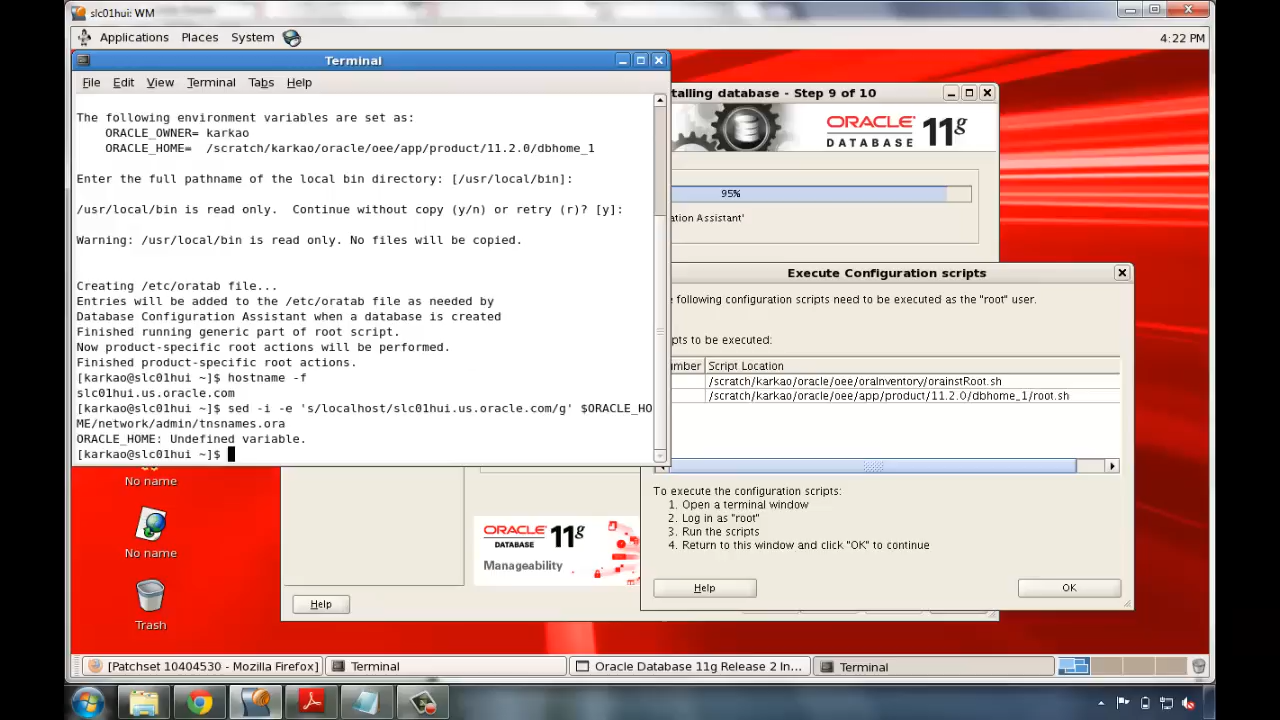 slc01hui: WM
Applications Places System
4:22 PM
Terminal
File Edit View Terminal Tabs Help
The following environment variables are set as:
ORACLE_OWNER= karkao
ORACLE_HOME= /scratch/karkao/oracle/oee/app/product/11.2.0/dbhome_1
Enter the full pathname of the local bin directory: [/usr/local/bin]:
/usr/local/bin is read only. Continue without copy (y/n) or retry (r)? [y]:
Warning: /usr/local/bin is read only. No files will be copied.
Creating /etc/oratab file...
Entries will be added to the /etc/oratab file as needed by
Database Configuration Assistant when a database is created
Finished running generic part of root script.
Now product-specific root actions will be performed.
Finished product-specific root actions.
[karkao@slc01hui ~]$ hostname -f
slc01hui.us.oracle.com
[karkao@slc01hui ~]$ sed -i -e 's/localhost/slc01hui.us.oracle.com/g' $ORACLE_HO
ME/network/admin/tnsnames.ora
ORACLE_HOME: Undefined variable.
[karkao@slc01hui ~]$
talling database - Step 9 of 10
ORACLE
DATABASE 11g
95%
ation Assistant'
Execute Configuration scripts
following configuration scripts need to be executed as the "root" user.
pts to be executed:
umber Script Location
/scratch/karkao/oracle/oee/oraInventory/orainstRoot.sh
/scratch/karkao/oracle/oee/app/product/11.2.0/dbhome_1/root.sh
To execute the configuration scripts:
1. Open a terminal window
2. Log in as "root"
3. Run the scripts
4. Return to this window and click "OK" to continue
Help OK
ORACLE
DATABASE 11g
Manageability
Help
No name
No name
Trash
[Patchset 10404530 - Mozilla Firefox] Terminal Oracle Database 11g Release 2 In... Terminal